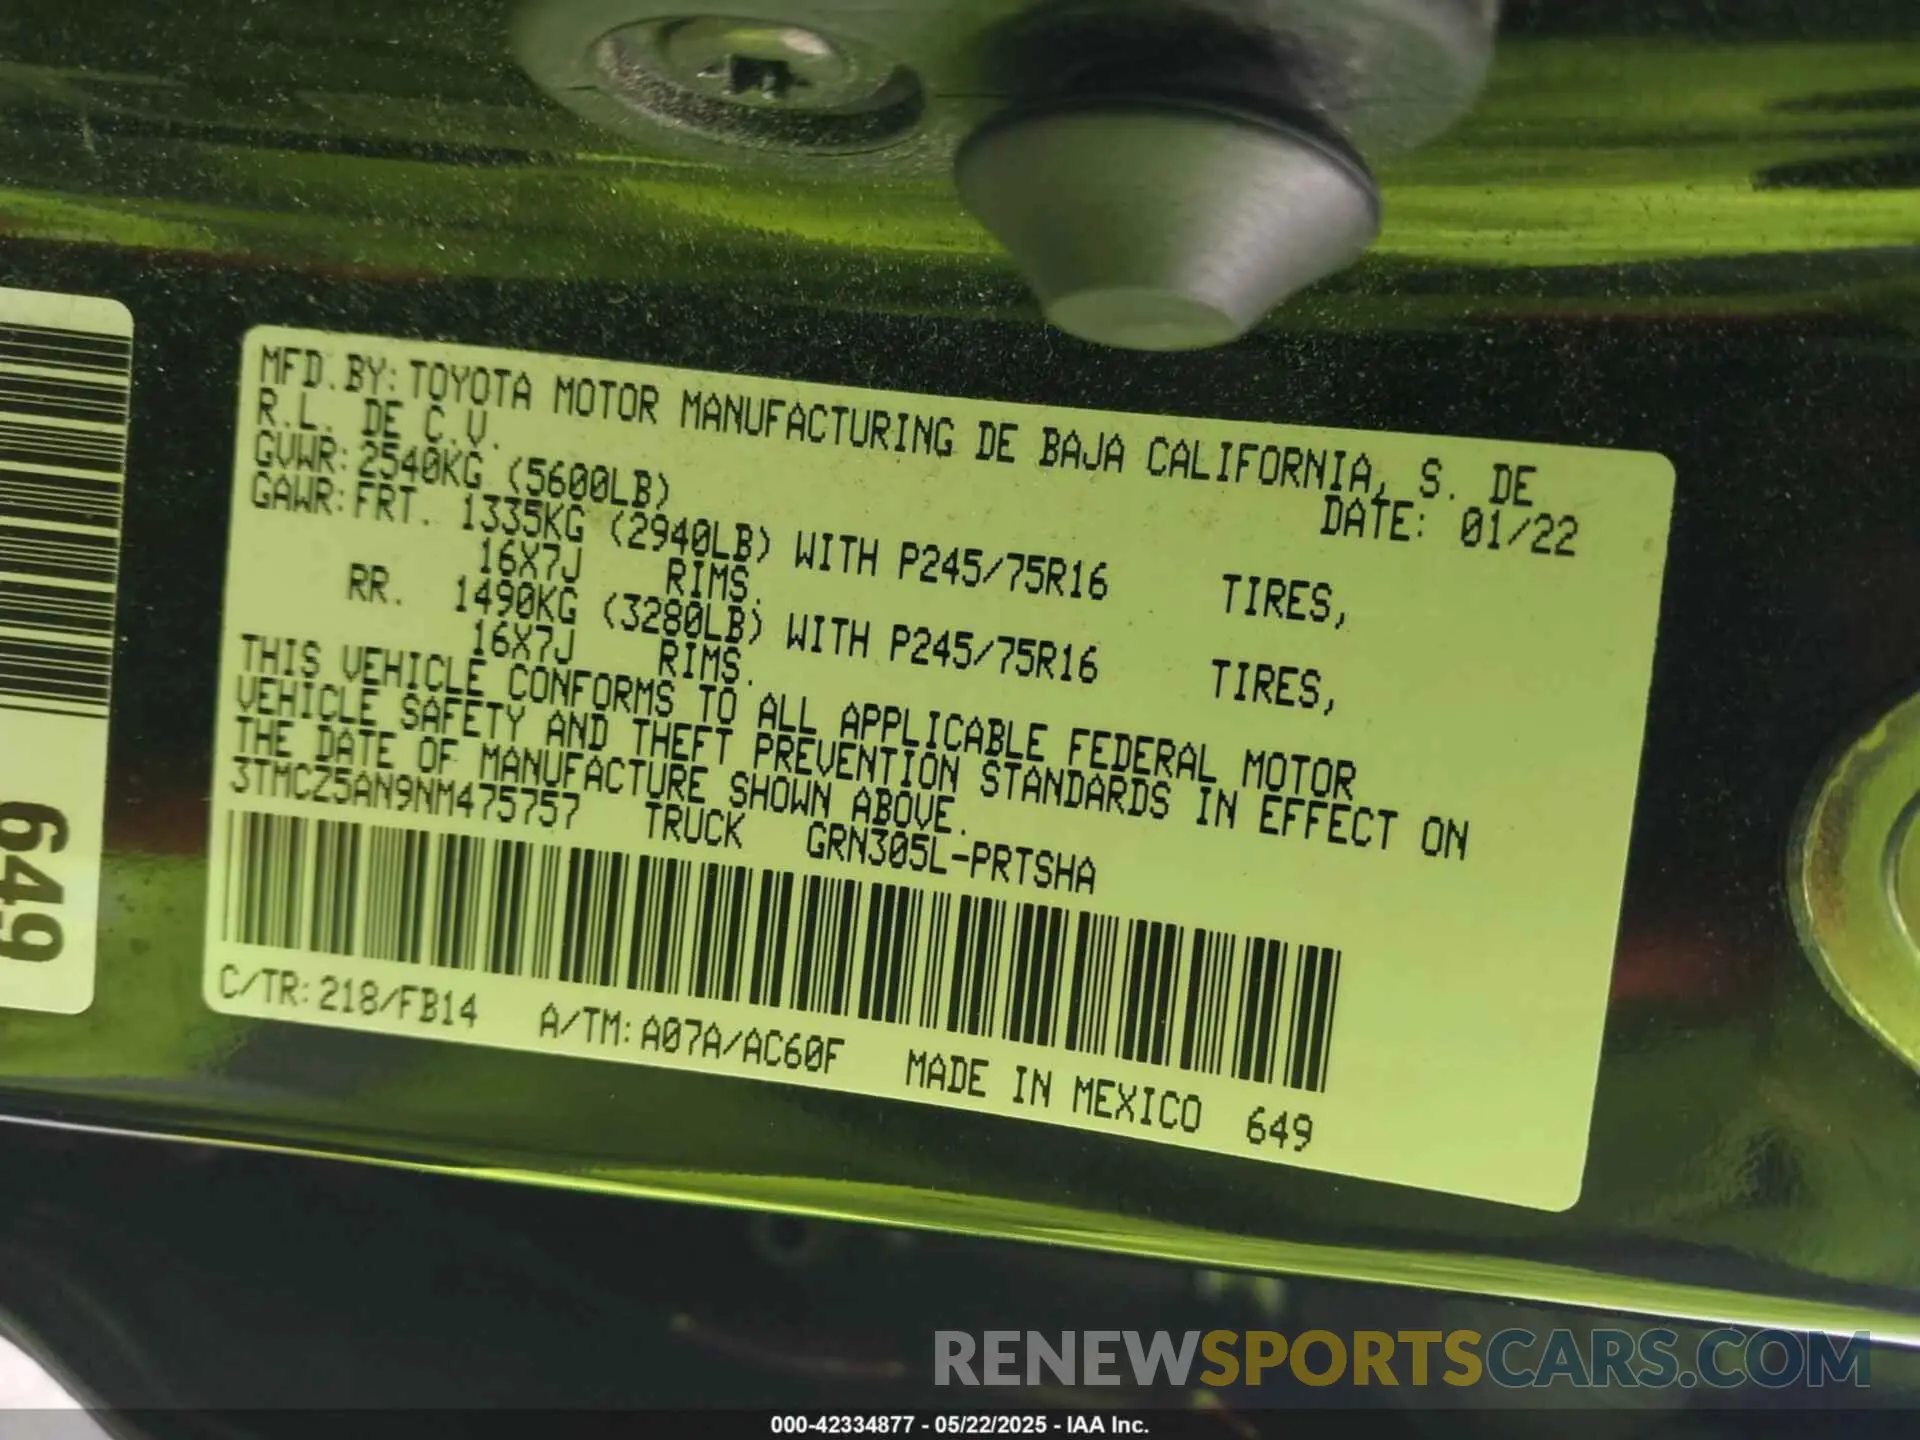 MFD.BY:TOYOTA MOTOR MANUFACTURING DE BAJA CALIFORNIA, S. DE
R.L. DE C.V. DATE: 01/22
GVWR:2540KG (5600LB)
GAWR:FRT. 1335KG (2940LB) WITH P245/75R16 TIRES,
16X7J RIMS.
RR. 1490KG (3280LB) WITH P245/75R16 TIRES,
16X7J RIMS.
THIS VEHICLE CONFORMS TO ALL APPLICABLE FEDERAL MOTOR
VEHICLE SAFETY AND THEFT PREVENTION STANDARDS IN EFFECT ON
THE DATE OF MANUFACTURE SHOWN ABOVE.
3TMCZ5AN9NM475757 TRUCK GRN305L-PRTSHA
C/TR:218/FB14 A/TM:A07A/AC60F MADE IN MEXICO 649
649
RENEWSPORTSCARS.COM
000-42334877 - 05/22/2025 - IAA Inc.